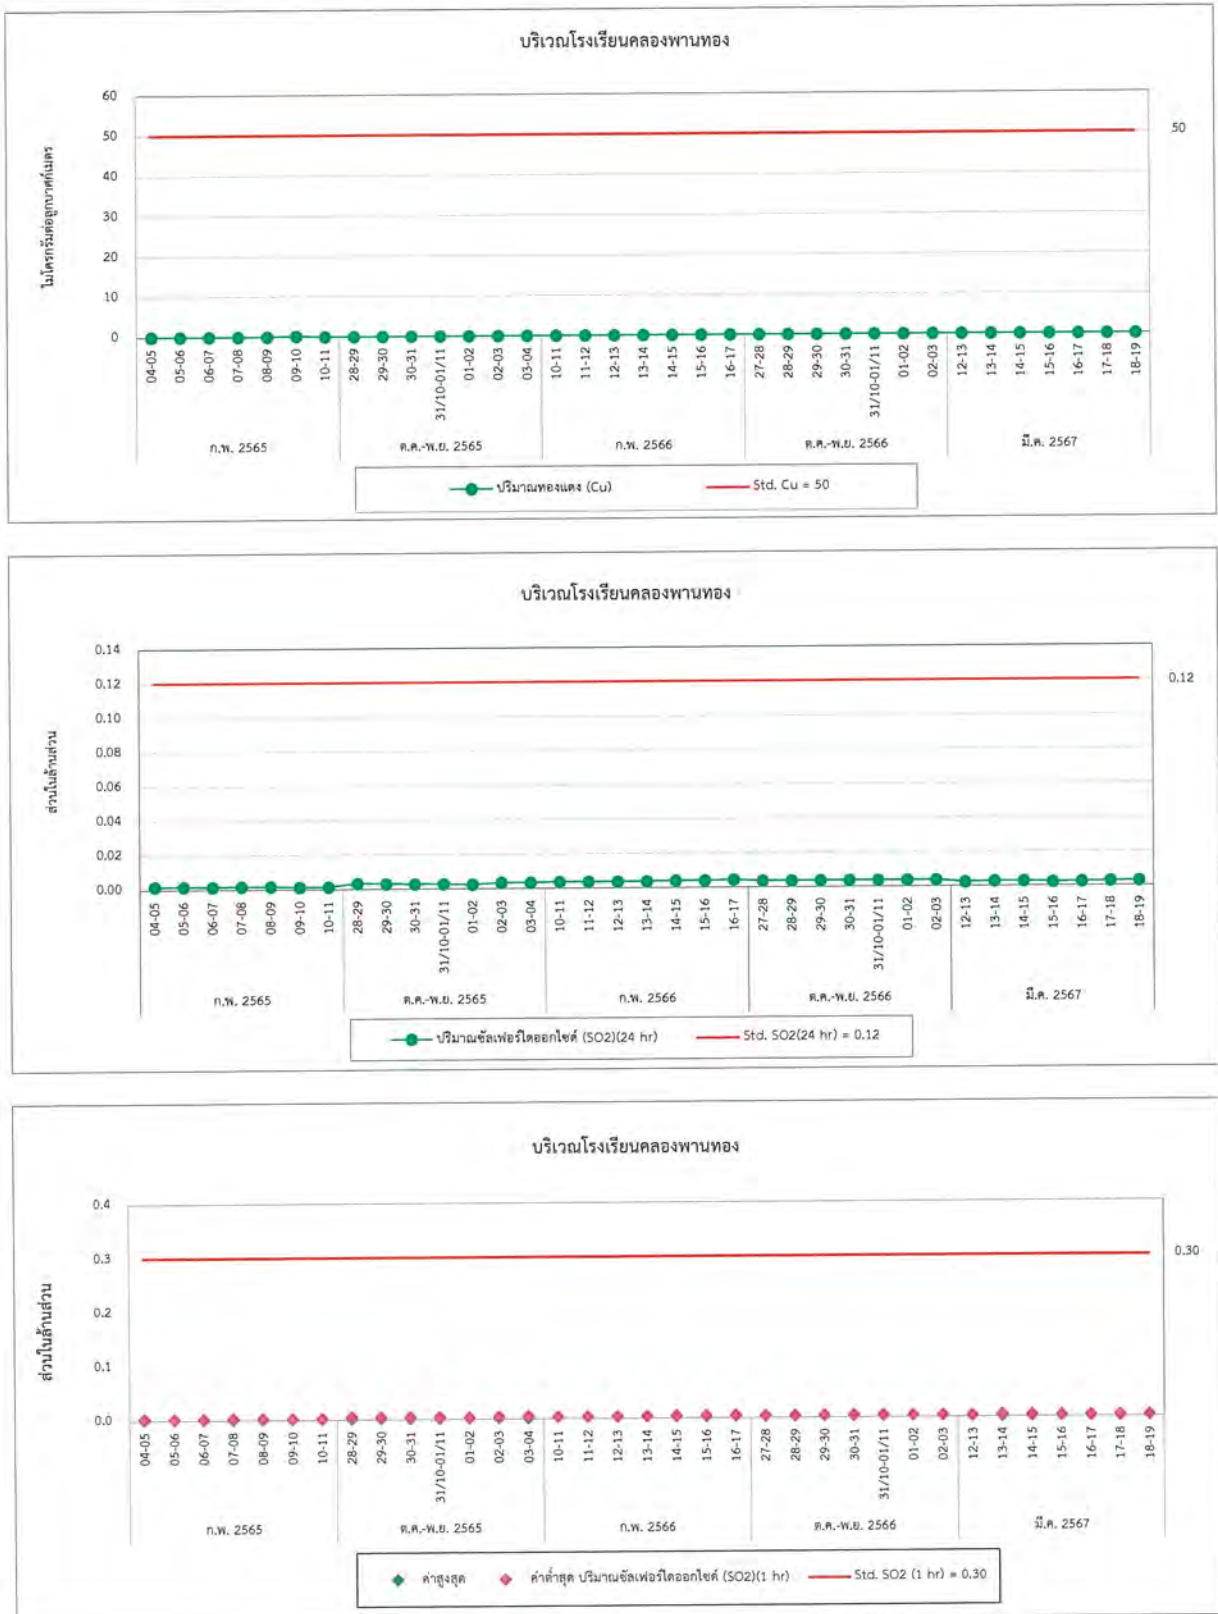 บริเวณโรงเรียนคลองพานทอง
ไมโครกรัมต่อลูกบาศก์เมตร
60
50
40
30
20
10
0
50
04-05 05-06 06-07 07-08 08-09 09-10 10-11 28-29 29-30 30-31 31/10-01/11 01-02 02-03 03-04 10-11 11-12 12-13 13-14 14-15 15-16 16-17 27-28 28-29 29-30 30-31 31/10-01/11 01-02 02-03 12-13 13-14 14-15 15-16 16-17 17-18 18-19
ก.พ. 2565 ต.ค.-พ.ย. 2565 ก.พ. 2566 ต.ค.-พ.ย. 2566 มี.ค. 2567
ปริมาณทองแดง (Cu) Std. Cu = 50
บริเวณโรงเรียนคลองพานทอง
ส่วนในล้านส่วน
0.14
0.12
0.10
0.08
0.06
0.04
0.02
0.00
0.12
04-05 05-06 06-07 07-08 08-09 09-10 10-11 28-29 29-30 30-31 31/10-01/11 01-02 02-03 03-04 10-11 11-12 12-13 13-14 14-15 15-16 16-17 27-28 28-29 29-30 30-31 31/10-01/11 01-02 02-03 12-13 13-14 14-15 15-16 16-17 17-18 18-19
ก.พ. 2565 ต.ค.-พ.ย. 2565 ก.พ. 2566 ต.ค.-พ.ย. 2566 มี.ค. 2567
ปริมาณซัลเฟอร์ไดออกไซด์ (SO2)(24 hr) Std. SO2(24 hr) = 0.12
บริเวณโรงเรียนคลองพานทอง
ส่วนในล้านส่วน
0.4
0.3
0.2
0.1
0.0
0.30
04-05 05-06 06-07 07-08 08-09 09-10 10-11 28-29 29-30 30-31 31/10-01/11 01-02 02-03 03-04 10-11 11-12 12-13 13-14 14-15 15-16 16-17 27-28 28-29 29-30 30-31 31/10-01/11 01-02 02-03 12-13 13-14 14-15 15-16 16-17 17-18 18-19
ก.พ. 2565 ต.ค.-พ.ย. 2565 ก.พ. 2566 ต.ค.-พ.ย. 2566 มี.ค. 2567
ค่าสูงสุด ค่าต่ำสุด ปริมาณซัลเฟอร์ไดออกไซด์ (SO2)(1 hr) Std. SO2 (1 hr) = 0.30